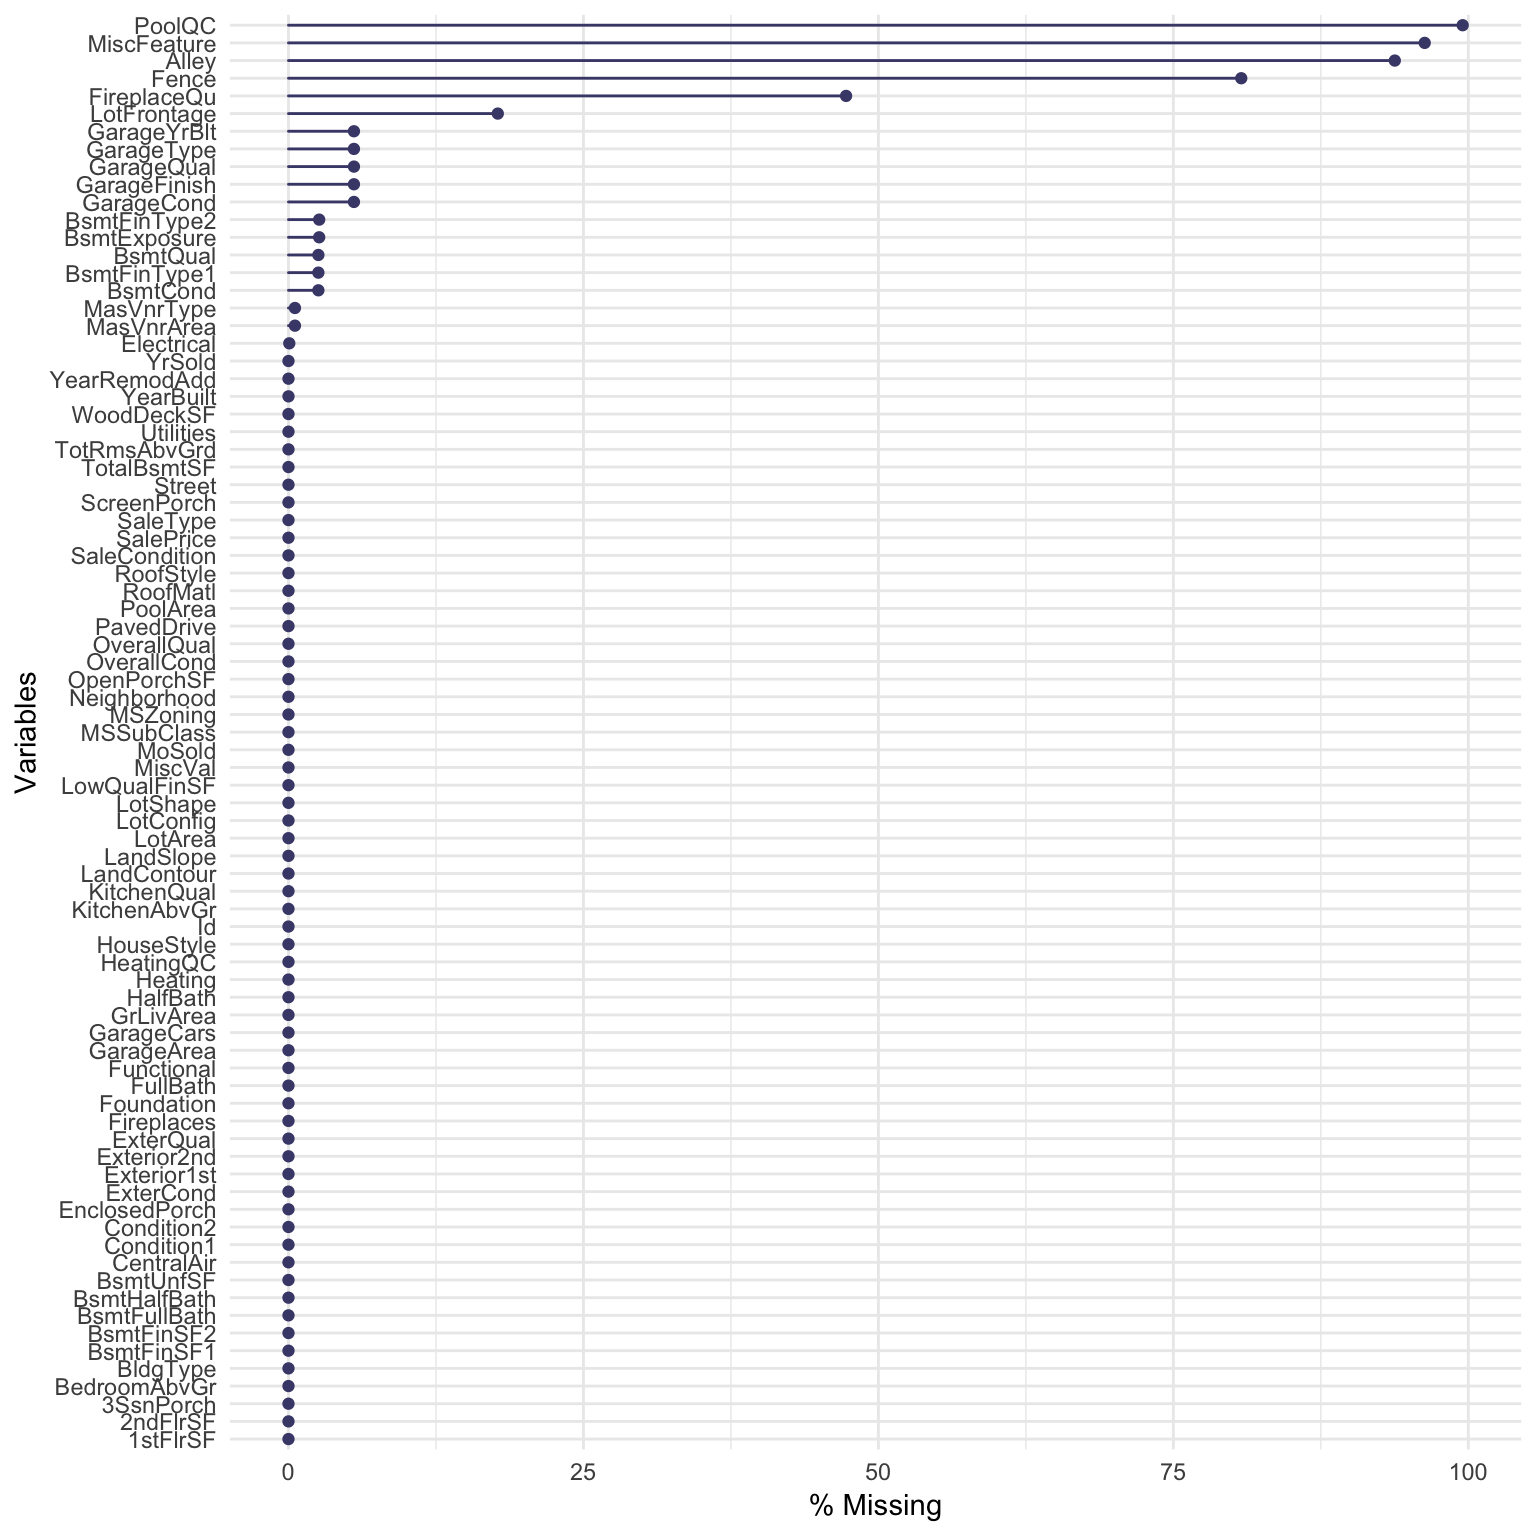 PoolQC
MiscFeature
Alley
Fence
FireplaceQu
LotFrontage
GarageYrBlt
GarageType
GarageQual
GarageFinish
GarageCond
BsmtFinType2
BsmtExposure
BsmtQual
BsmtFinType1
BsmtCond
MasVnrType
MasVnrArea
Electrical
YrSold
YearRemodAdd
YearBuilt
WoodDeckSF
Utilities
TotRmsAbvGrd
TotalBsmtSF
Street
ScreenPorch
SaleType
SalePrice
SaleCondition
RoofStyle
RoofMatl
PoolArea
PavedDrive
OverallQual
OverallCond
OpenPorchSF
Neighborhood
MSZoning
MSSubClass
MoSold
MiscVal
LowQualFinSF
LotShape
LotConfig
LotArea
LandSlope
LandContour
KitchenQual
KitchenAbvGr
Id
HouseStyle
HeatingQC
Heating
HalfBath
GrLivArea
GarageCars
GarageArea
Functional
FullBath
Foundation
Fireplaces
ExterQual
Exterior2nd
Exterior1st
ExterCond
EnclosedPorch
Condition2
Condition1
CentralAir
BsmtUnfSF
BsmtHalfBath
BsmtFullBath
BsmtFinSF2
BsmtFinSF1
BldgType
BedroomAbvGr
3SsnPorch
2ndFlrSF
1stFlrSF
Variables
0 25 50 75 100
% Missing